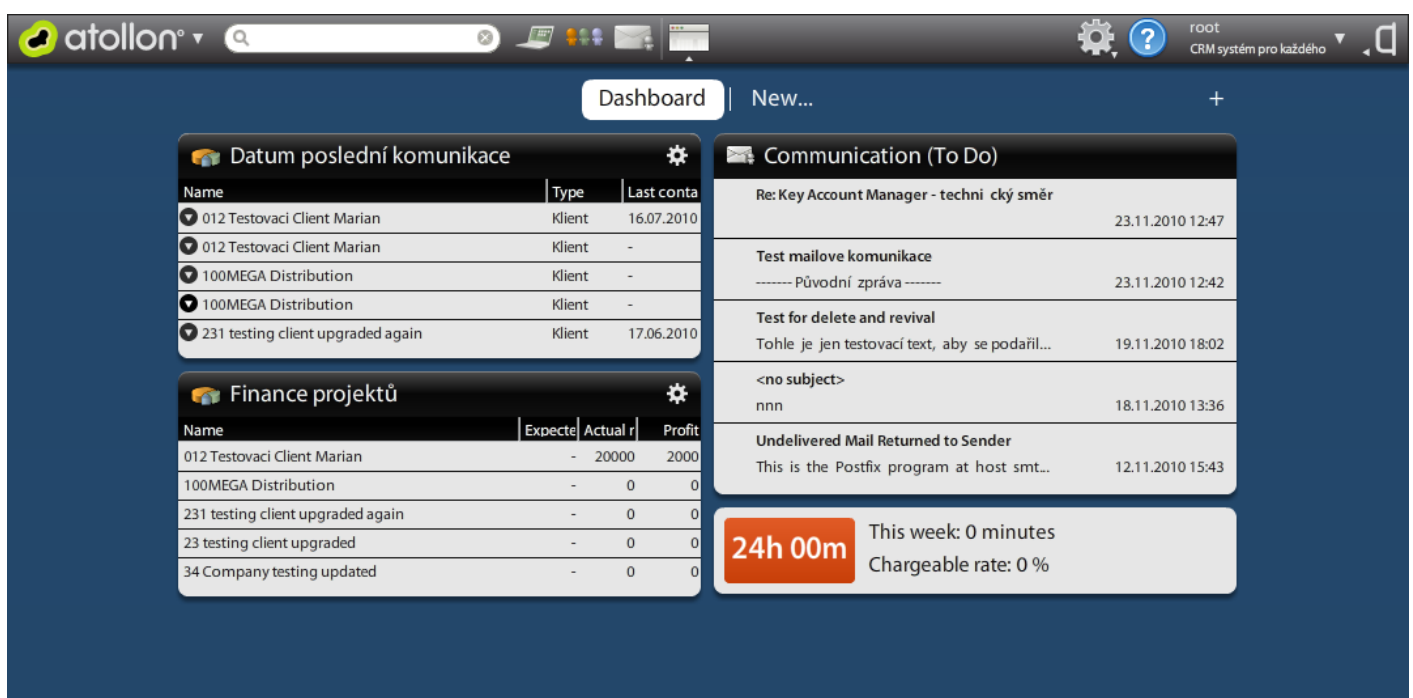 atollon°
?
root
CRM systém pro každého
Dashboard | New... +
Datum poslední komunikace
Name Type Last conta
012 Testovaci Client Marian Klient 16.07.2010
012 Testovaci Client Marian Klient -
100MEGA Distribution Klient -
100MEGA Distribution Klient -
231 testing client upgraded again Klient 17.06.2010
Finance projektů
Name Expecte Actual r Profit
012 Testovaci Client Marian - 20000 2000
100MEGA Distribution - 0 0
231 testing client upgraded again - 0 0
23 testing client upgraded - 0 0
34 Company testing updated - 0 0
Communication (To Do)
Re: Key Account Manager - techni cký směr
23.11.2010 12:47
Test mailove komunikace
------- Původní zpráva ------- 23.11.2010 12:42
Test for delete and revival
Tohle je jen testovací text, aby se podařil... 19.11.2010 18:02
<no subject>
nnn 18.11.2010 13:36
Undelivered Mail Returned to Sender
This is the Postfix program at host smt... 12.11.2010 15:43
24h 00m
This week: 0 minutes
Chargeable rate: 0 %